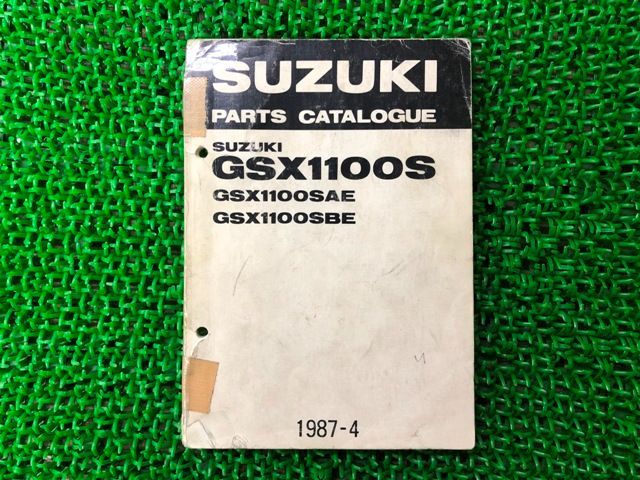 SUZUKI
PARTS CATALOGUE
SUZUKI
GSX1100S
GSX1100SAE
GSX1100SBE
1987-4